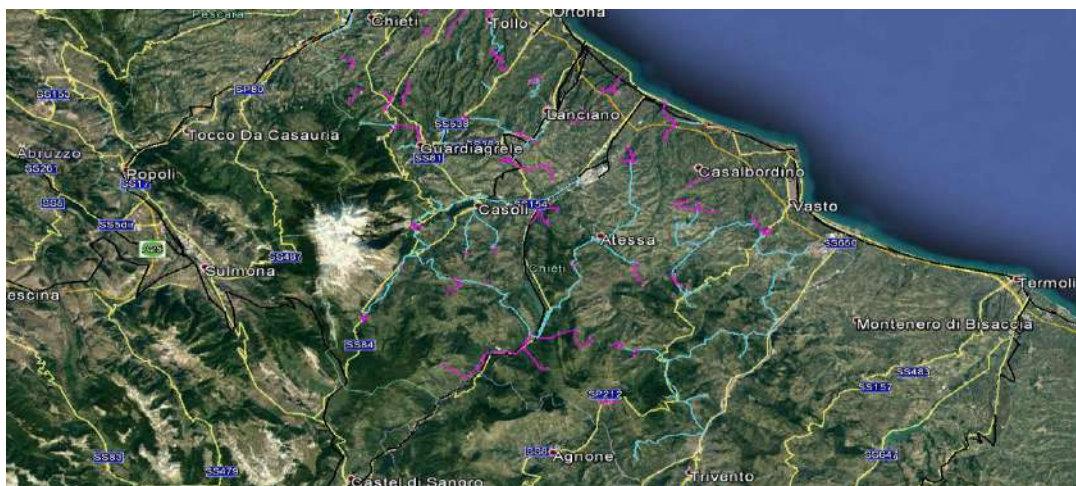 Pescara
Chieti
Tollo
Ortona
SS153
SP80
Lanciano
SS538
Tocco Da Casauria
Guardiagrele
SS81
Abruzzo
SS261
Popoli
SS17
Casalbordino
SS5
Casoli
SS154
Vasto
Atessa
SS650
SS487
Sulmona
Chieti
escina
Termoli
Montenero di Bisaccia
SS84
SS483
SS157
SP212
SS83
SS479
Agnone
SS647
Trivento
Castel di Sangro